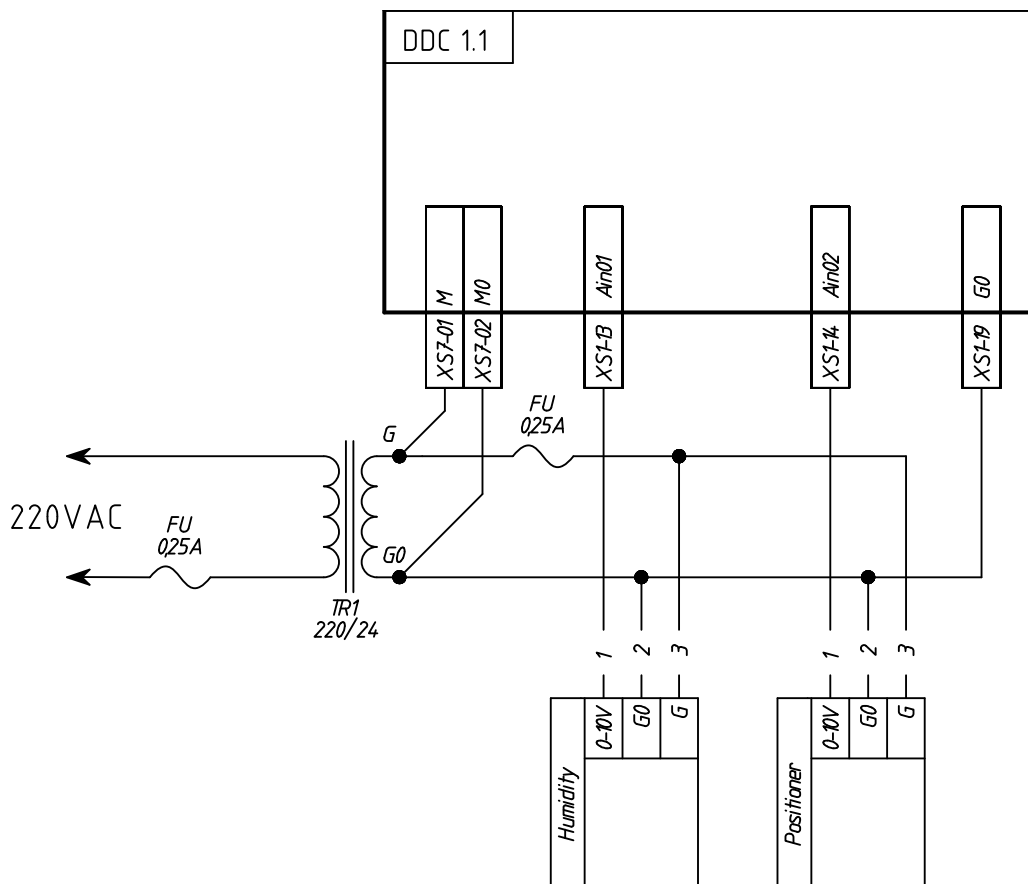 DDC 1.1
M
M0
Ain01
Ain02
G0
XS7-01
XS7-02
XS1-13
XS1-14
XS1-19
FU
0,25A
G
220VAC
FU
0,25A
G0
TR1
220/24
1
2
3
1
2
3
Humidity
0-10V
G0
G
Positioner
0-10V
G0
G